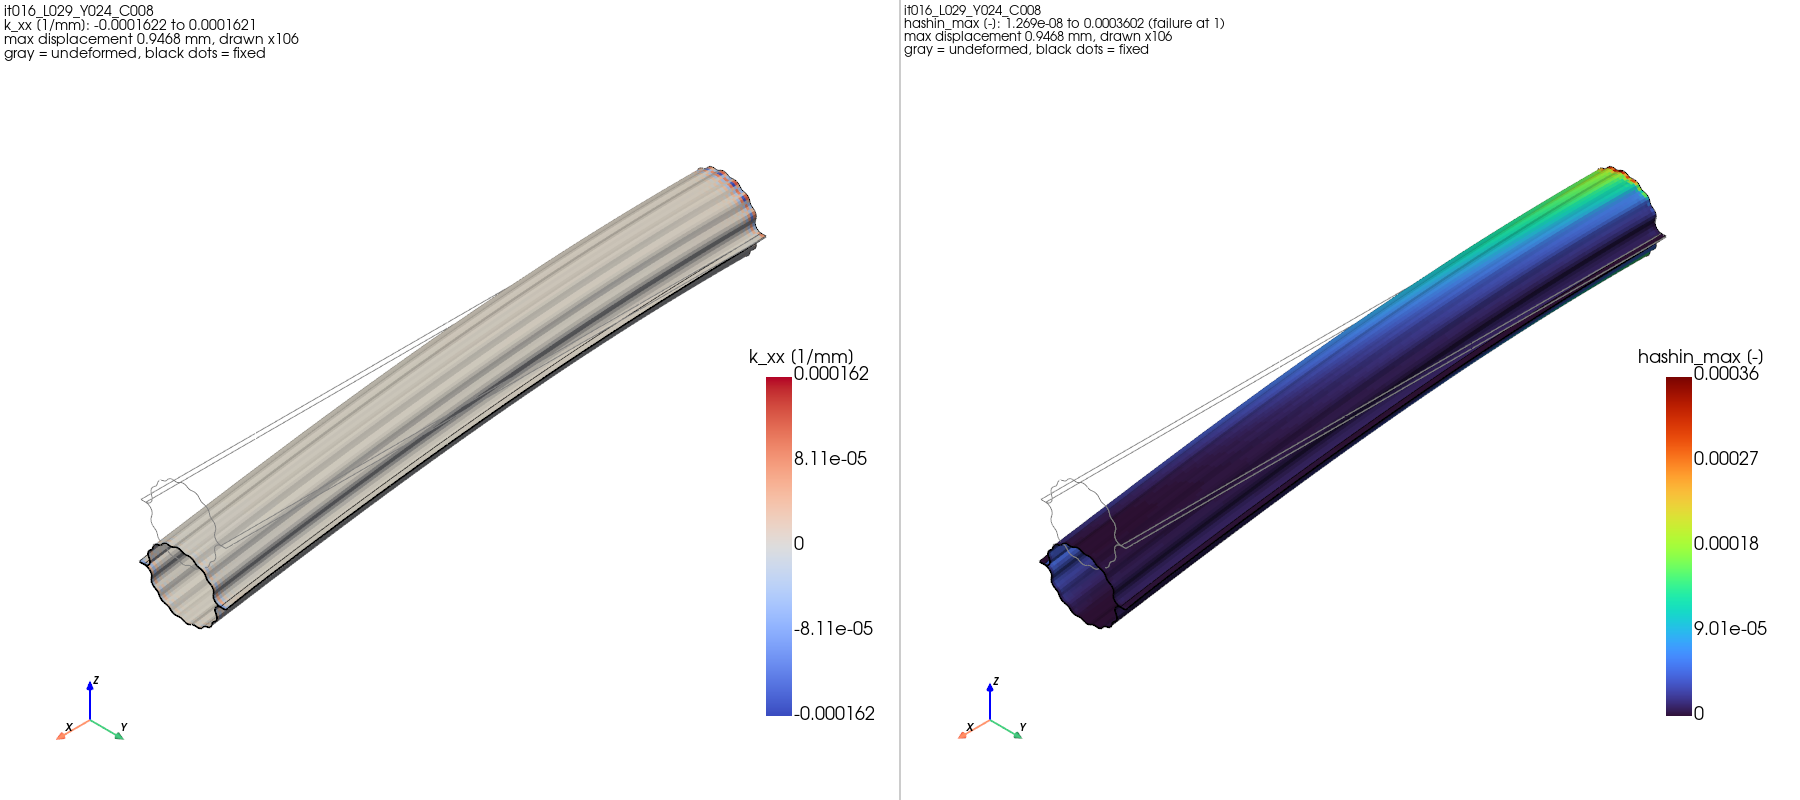 it016_L029_Y024_C008
k_xx [1/mm]: -0.0001622 to 0.0001621
max displacement 0.9468 mm, drawn x106
gray = undeformed, black dots = fixed
k_xx [1/mm]
0.000162
8.11e-05
0
-8.11e-05
-0.000162
Z
X
Y
it016_L029_Y024_C008
hashin_max [-]: 1.269e-08 to 0.0003602 (failure at 1)
max displacement 0.9468 mm, drawn x106
gray = undeformed, black dots = fixed
hashin_max [-]
0.00036
0.00027
0.00018
9.01e-05
0
Z
X
Y